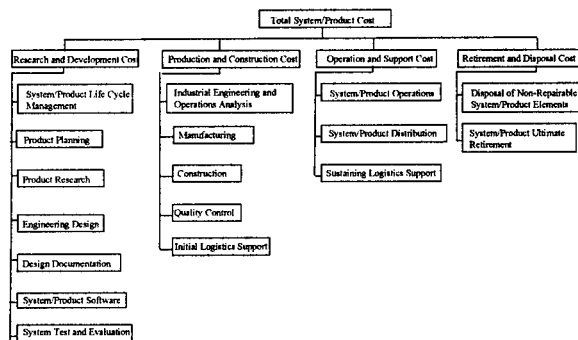 Total System/Product Cost
Research and Development Cost
Production and Construction Cost
Operation and Support Cost
Retirement and Disposal Cost
System/Product Life Cycle
Management
Product Planning
Product Research
Engineering Design
Design Documentation
System/Product Software
System Test and Evaluation
Industrial Engineering and
Operations Analysis
Manufacturing
Construction
Quality Control
Initial Logistics Support
System/Product Operations
System/Product Distribution
Sustaining Logistics Support
Disposal of Non-Repairable
System/Product Elements
System/Product Ultimate
Retirement